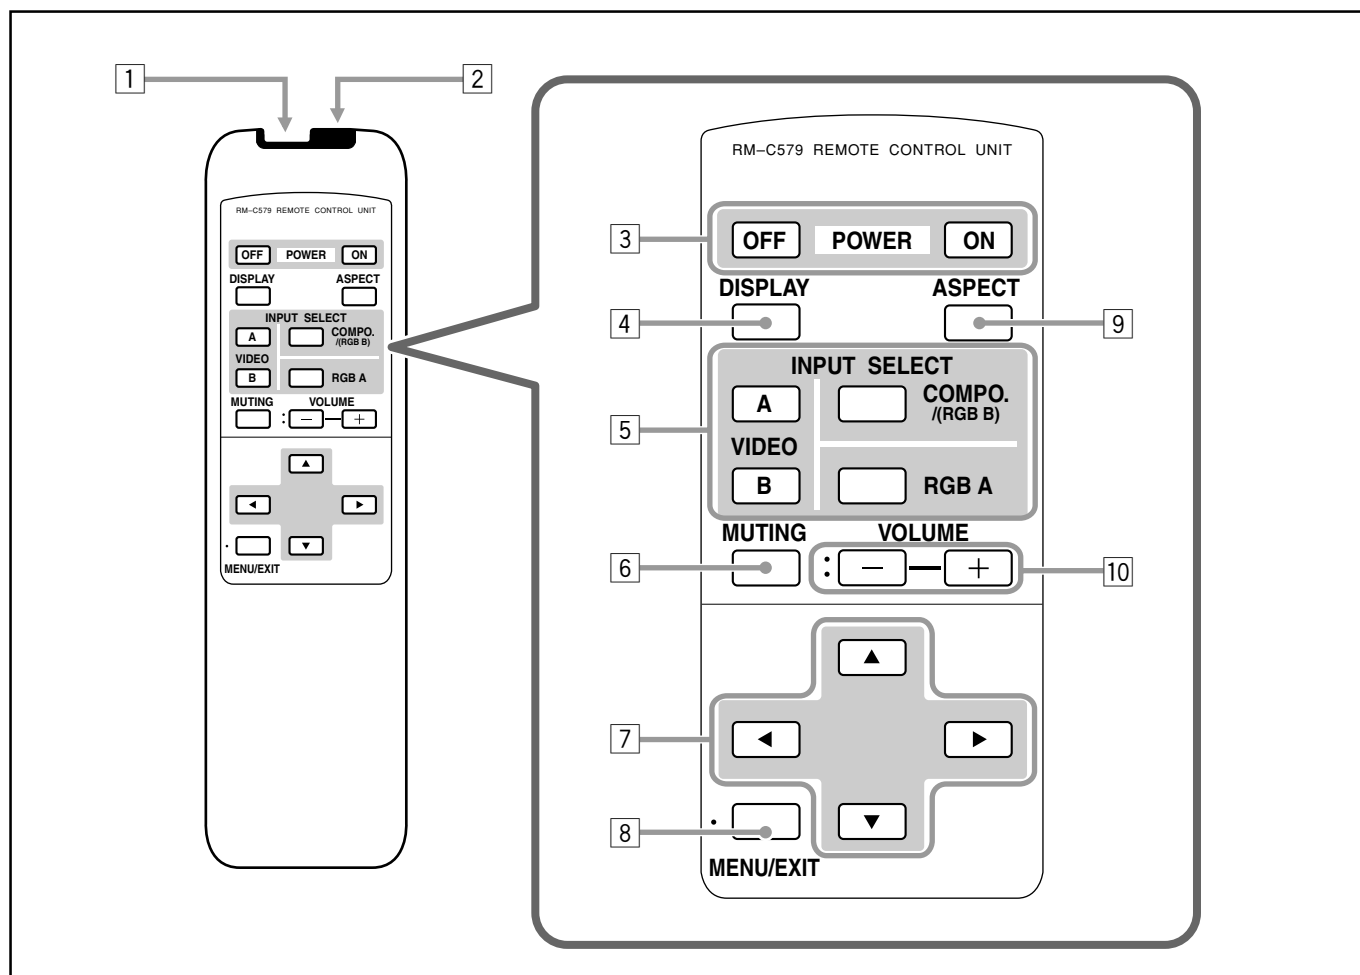 1
2
RM–C579 REMOTE CONTROL UNIT
OFF POWER ON
DISPLAY ASPECT
INPUT SELECT
A COMPO.
/(RGB B)
VIDEO
B RGB A
MUTING VOLUME
: − +
▲
◀ ▶
▼
MENU/EXIT
RM–C579 REMOTE CONTROL UNIT
3 OFF POWER ON
DISPLAY ASPECT
4 9
INPUT SELECT
A COMPO.
/(RGB B)
5
VIDEO
B RGB A
MUTING VOLUME
6 : − + 10
▲
7 ◀ ▶
8 ▼
MENU/EXIT